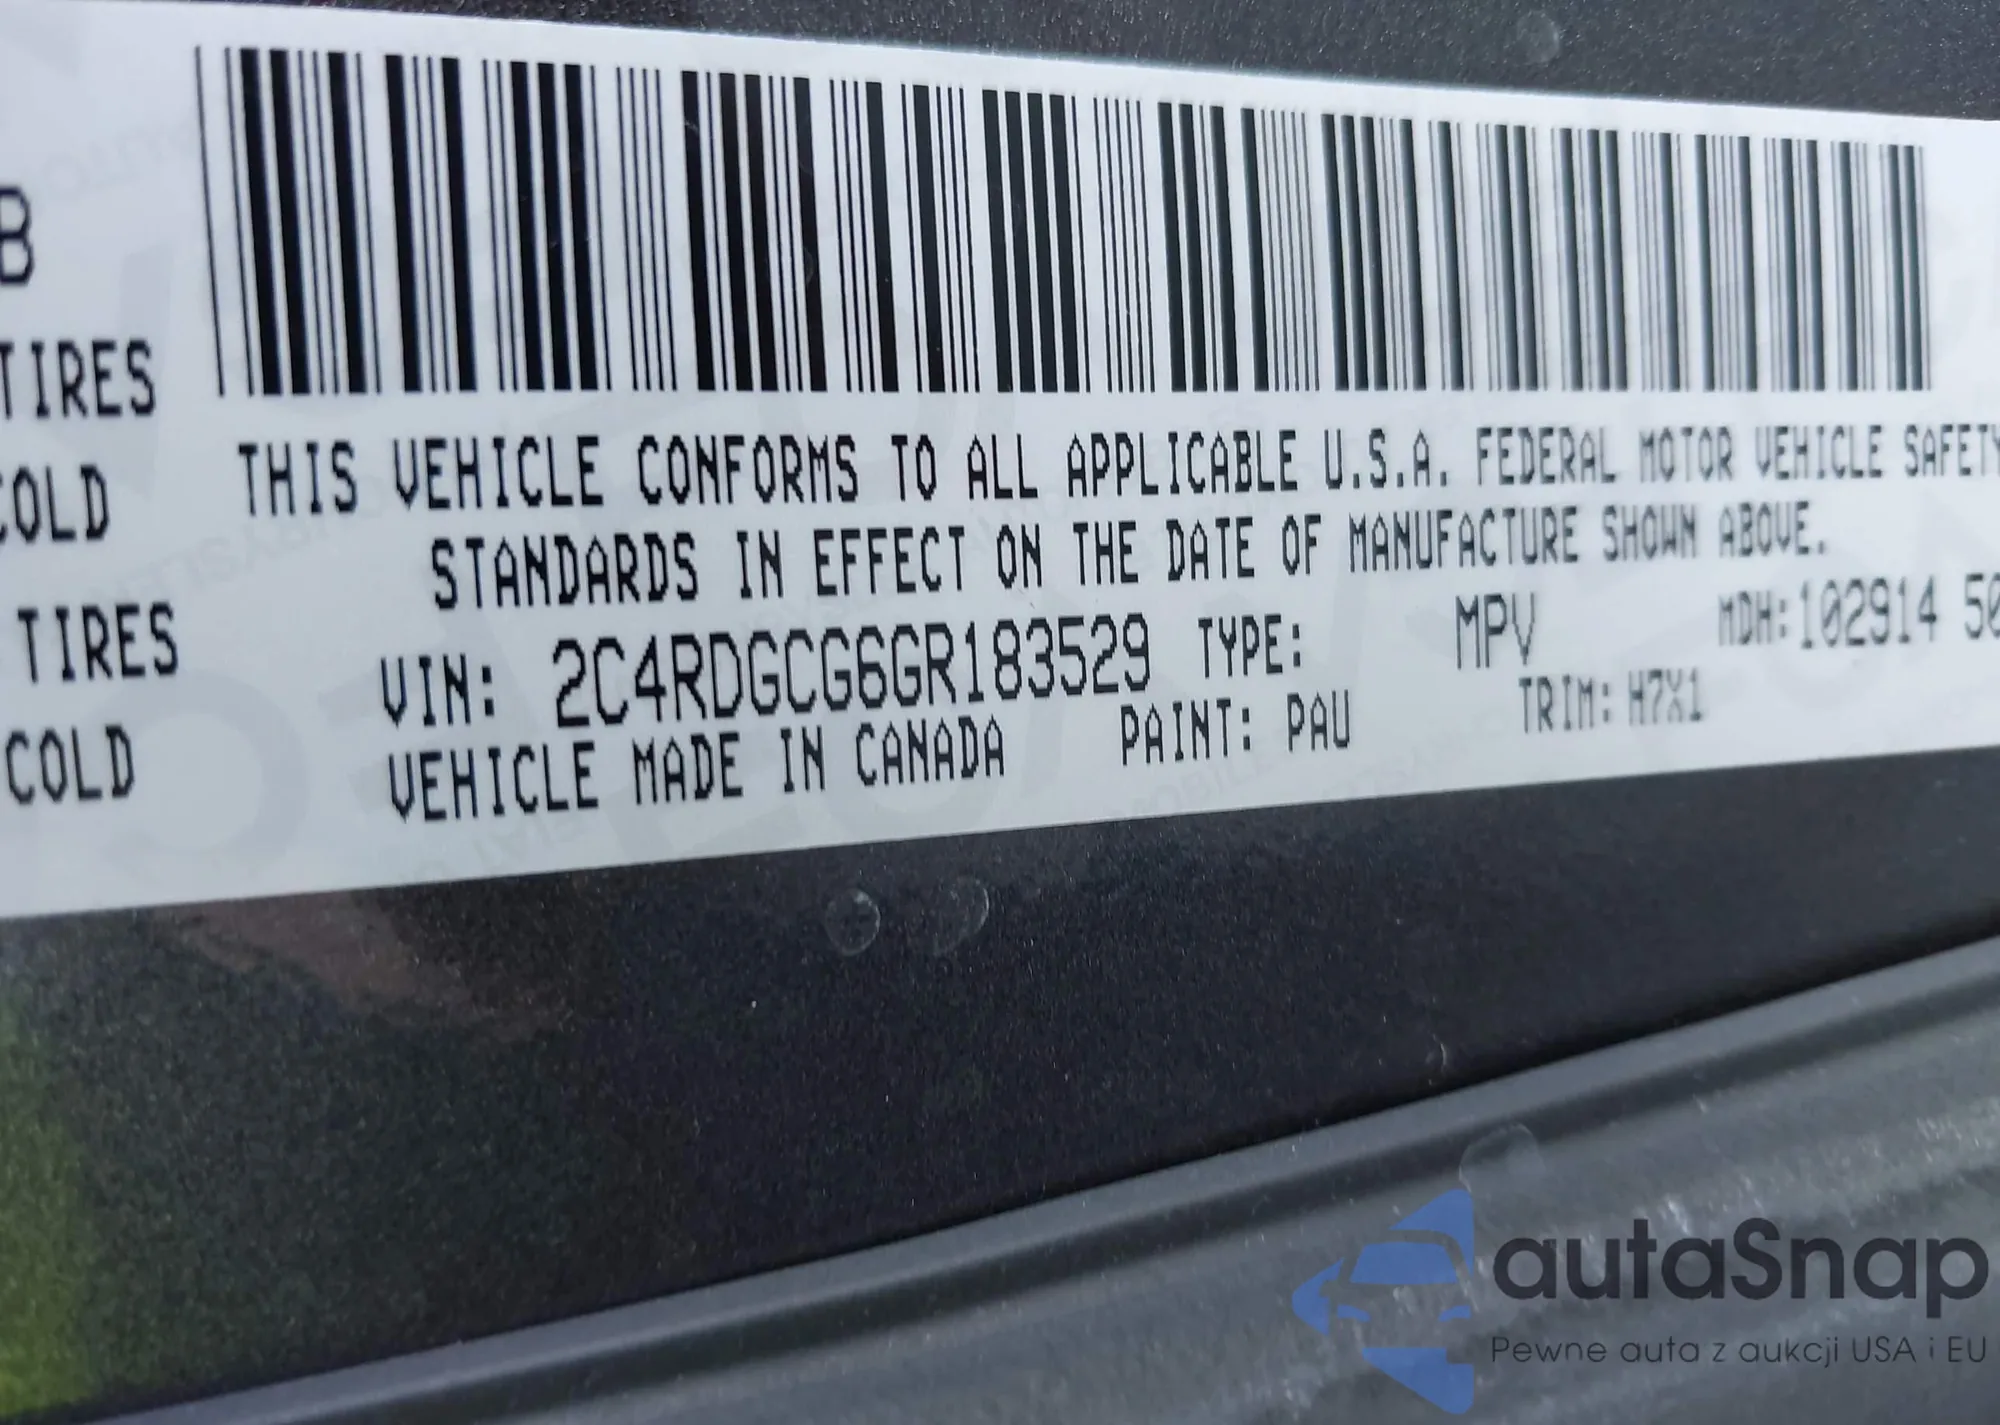 B
TIRES
COLD
TIRES
COLD
THIS VEHICLE CONFORMS TO ALL APPLICABLE U.S.A. FEDERAL MOTOR VEHICLE SAFETY
STANDARDS IN EFFECT ON THE DATE OF MANUFACTURE SHOWN ABOVE.
VIN: 2C4RDGCG6GR183529 TYPE: MPV MDH: 102914 50
VEHICLE MADE IN CANADA PAINT: PAU TRIM: H7X1
autaSnap
Pewne auta z aukcji USA i EU